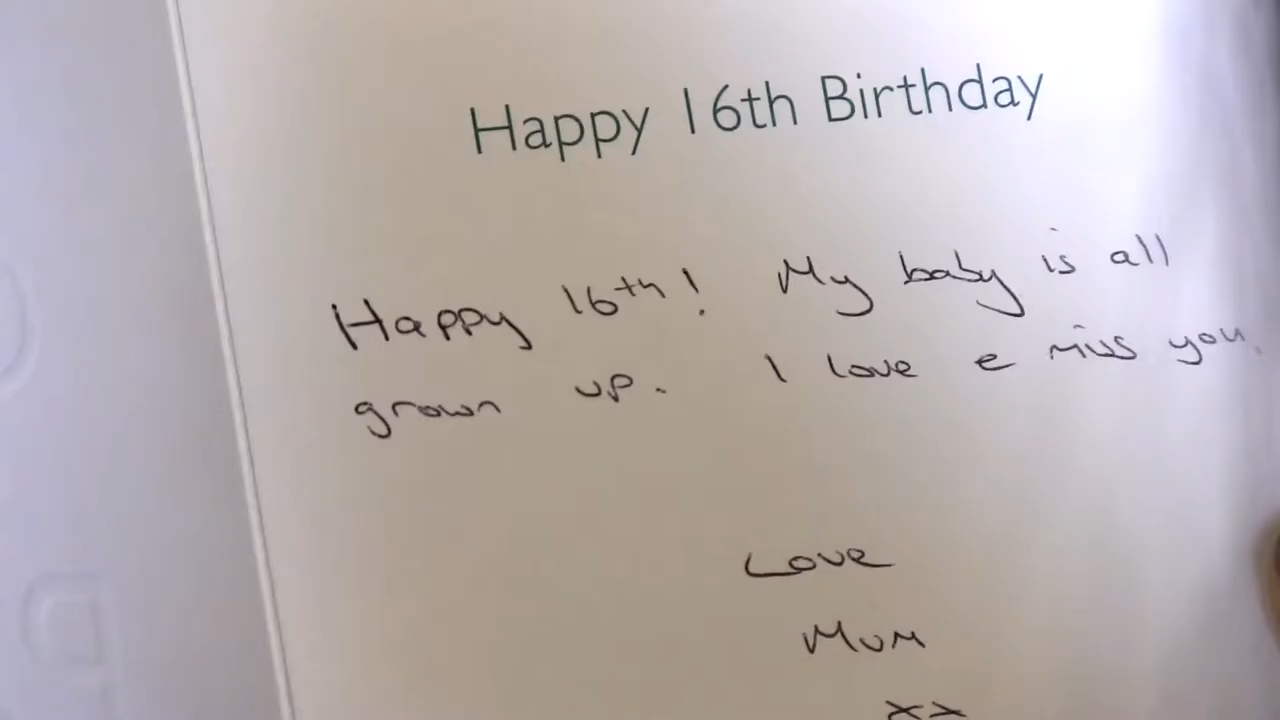 Happy 16th Birthday
Happy 16th! My baby is all
grown up. I love e miss you.
Love
Mum
xx